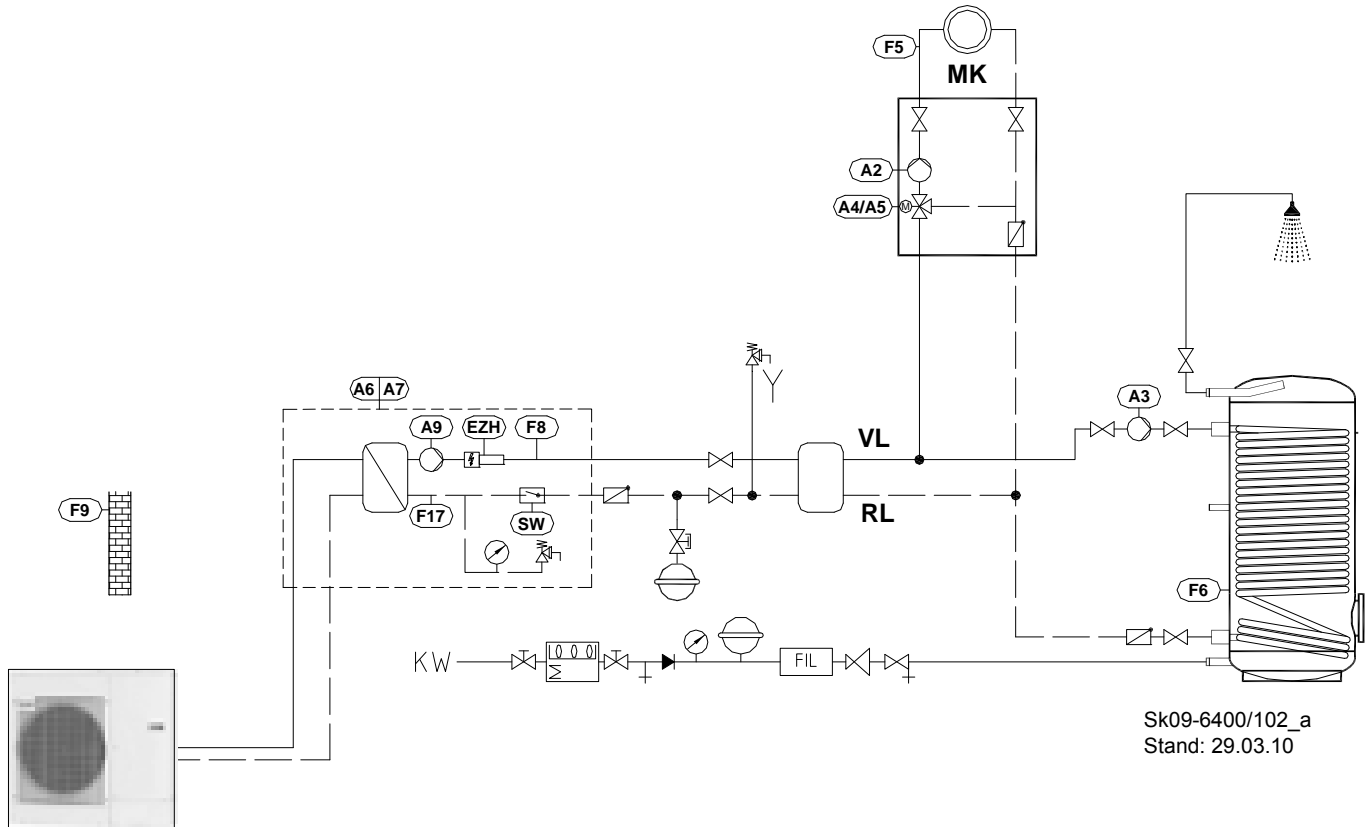 F5
MK
A2
A4/A5
A6 A7
A9
EZH
F8
VL
A3
F9
F17
SW
RL
F6
KW
M
FIL
M
Sk09-6400/102_a
Stand: 29.03.10